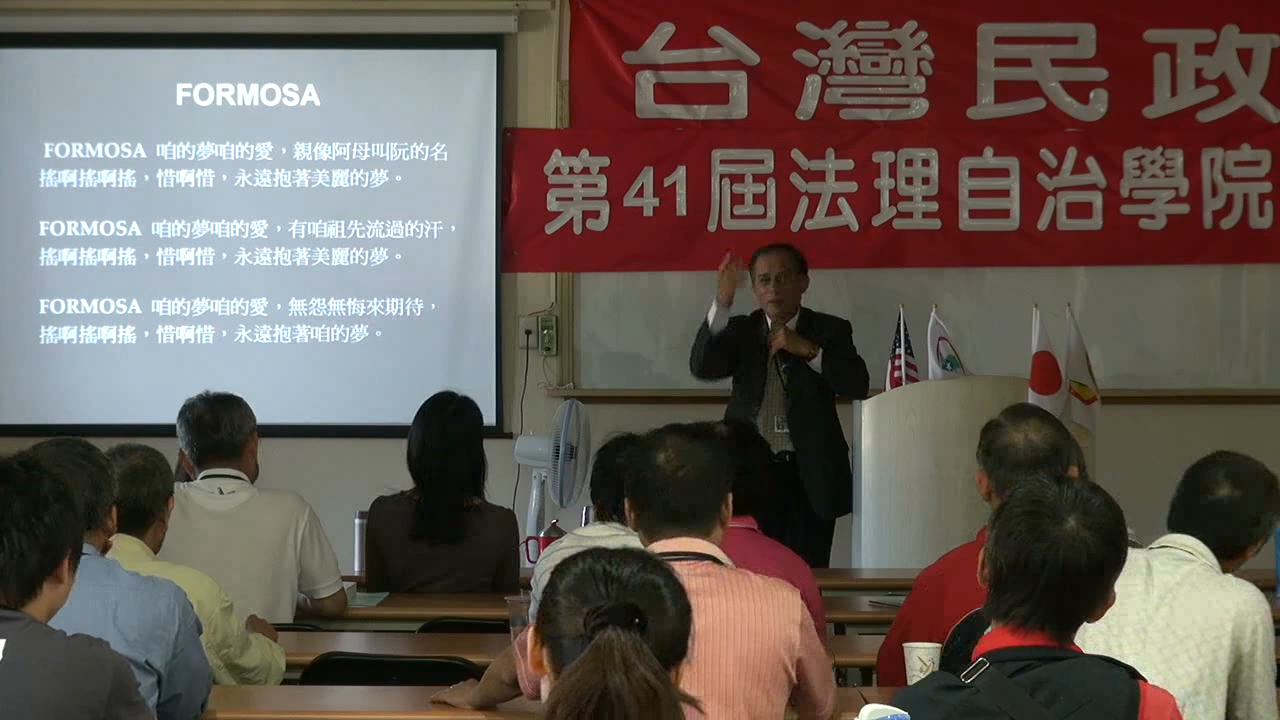 FORMOSA
FORMOSA 咱的夢咱的愛，親像阿母叫阮的名
搖啊搖啊搖，惜啊惜，永遠抱著美麗的夢。
FORMOSA 咱的夢咱的愛，有咱祖先流過的汗，
搖啊搖啊搖，惜啊惜，永遠抱著美麗的夢。
FORMOSA 咱的夢咱的愛，無怨無悔來期待，
搖啊搖啊搖，惜啊惜，永遠抱著咱的夢。
台灣民政
第41屆法理自治學院